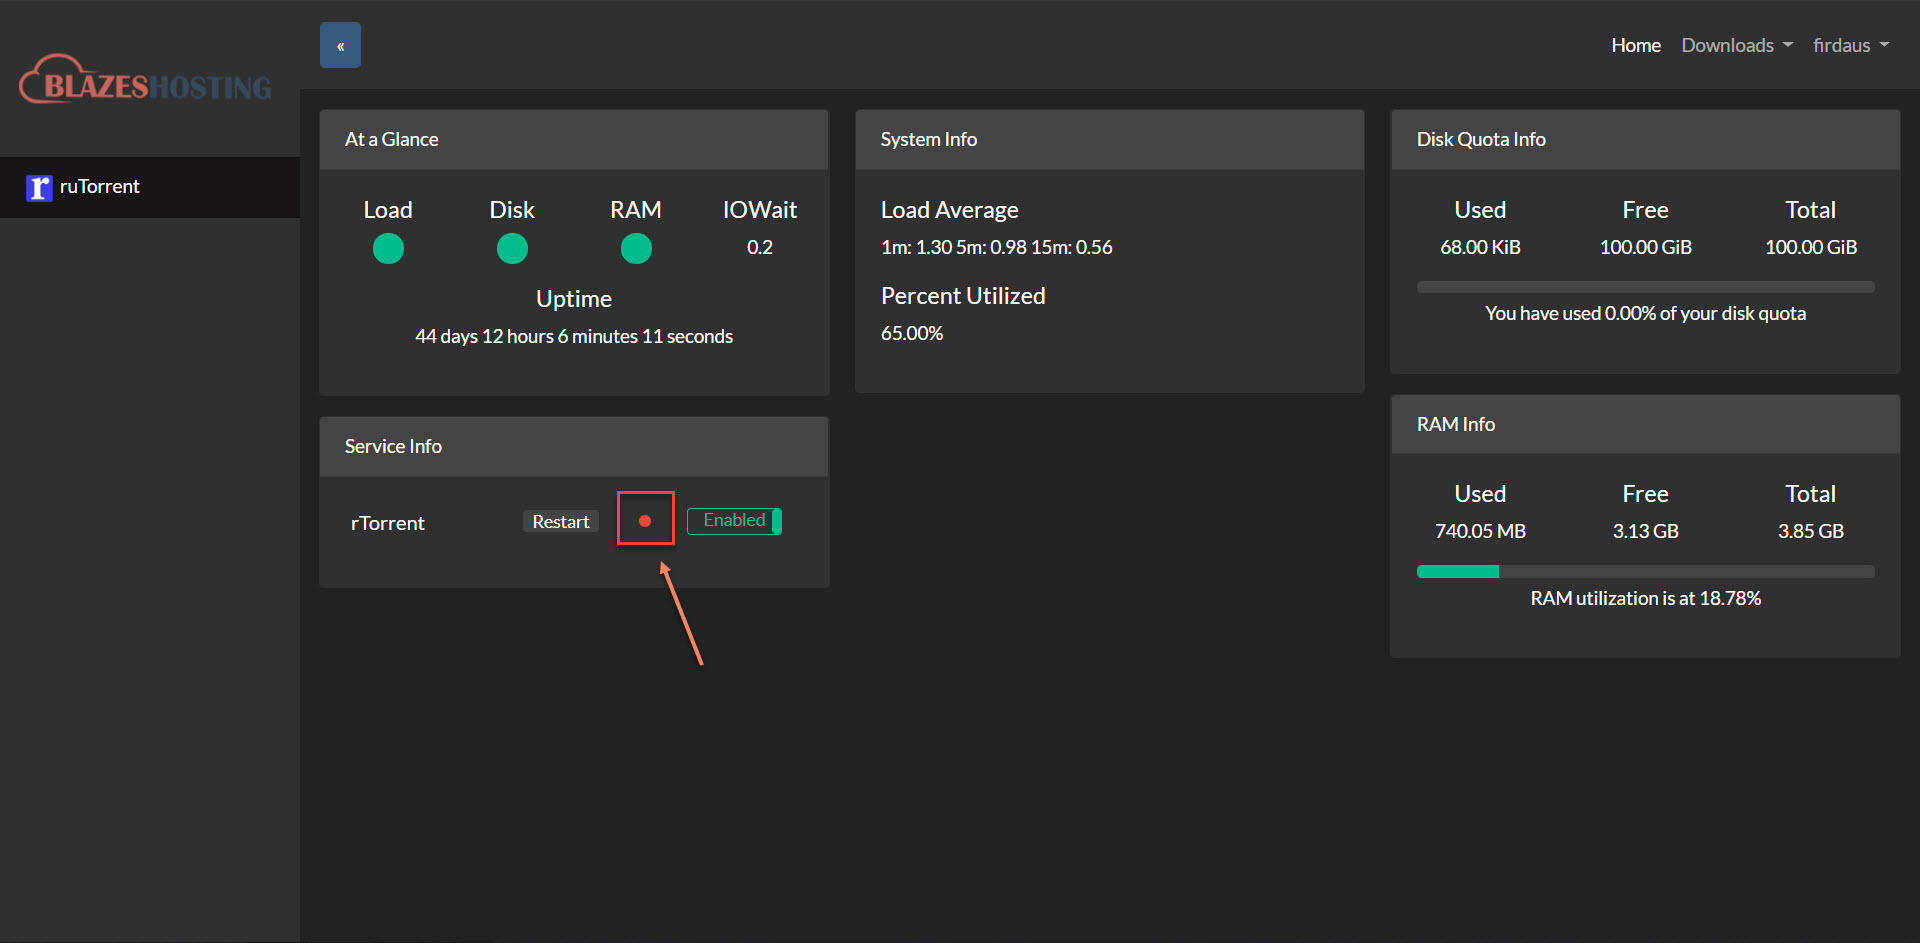 BLAZESHOSTING
«
Home Downloads firdaus
ruTorrent
At a Glance
Load Disk RAM IOWait
0.2
Uptime
44 days 12 hours 6 minutes 11 seconds
Service Info
rTorrent Restart Enabled
System Info
Load Average
1m: 1.30 5m: 0.98 15m: 0.56
Percent Utilized
65.00%
Disk Quota Info
Used Free Total
68.00 KiB 100.00 GiB 100.00 GiB
You have used 0.00% of your disk quota
RAM Info
Used Free Total
740.05 MB 3.13 GB 3.85 GB
RAM utilization is at 18.78%